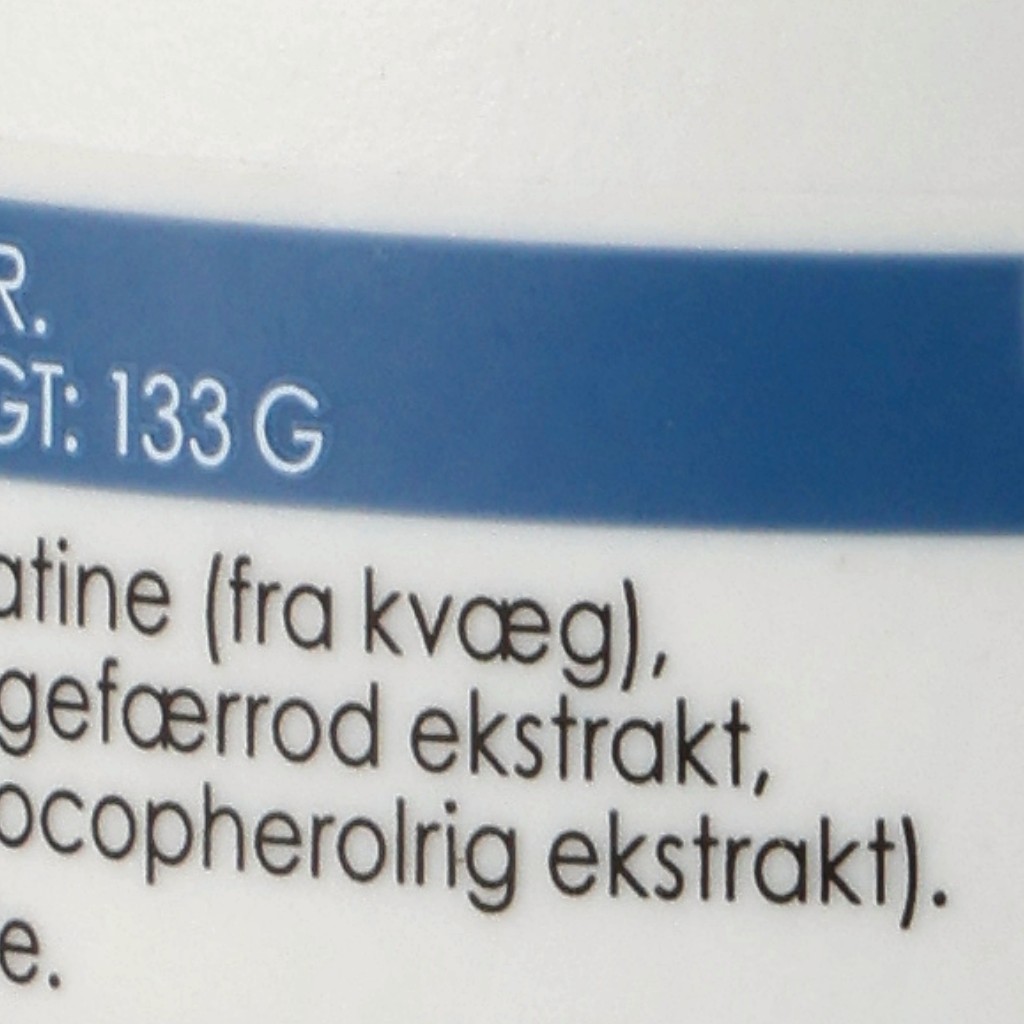 R.
GT: 133 G
atine (fra kvæg),
gefærrod ekstrakt,
ocopherolrig ekstrakt).
e.